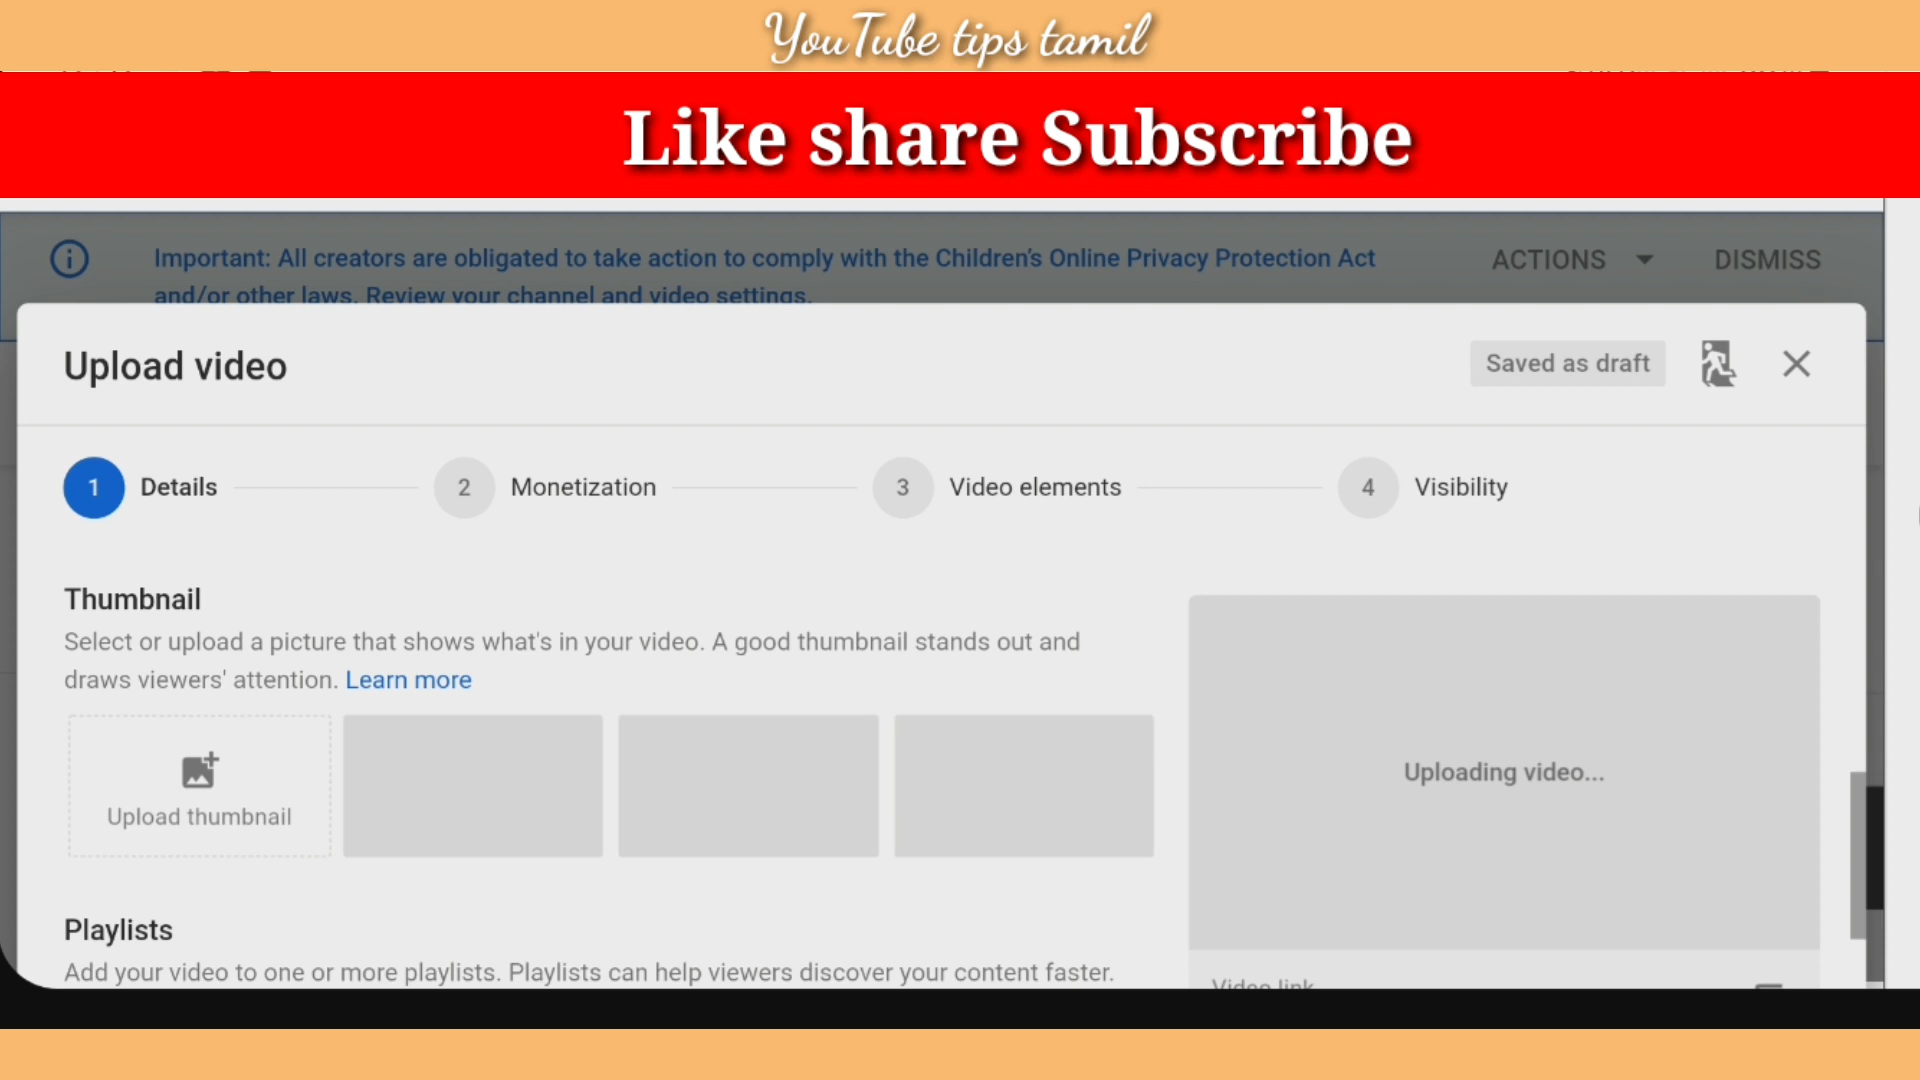 YouTube tips tamil
Like share Subscribe
Important: All creators are obligated to take action to comply with the Children's Online Privacy Protection Act
and/or other laws. Review your channel and video settings.
ACTIONS
DISMISS
Upload video
Saved as draft
1 Details
2 Monetization
3 Video elements
4 Visibility
Thumbnail
Select or upload a picture that shows what's in your video. A good thumbnail stands out and
draws viewers' attention. Learn more
Upload thumbnail
Uploading video...
Playlists
Add your video to one or more playlists. Playlists can help viewers discover your content faster.
Video link